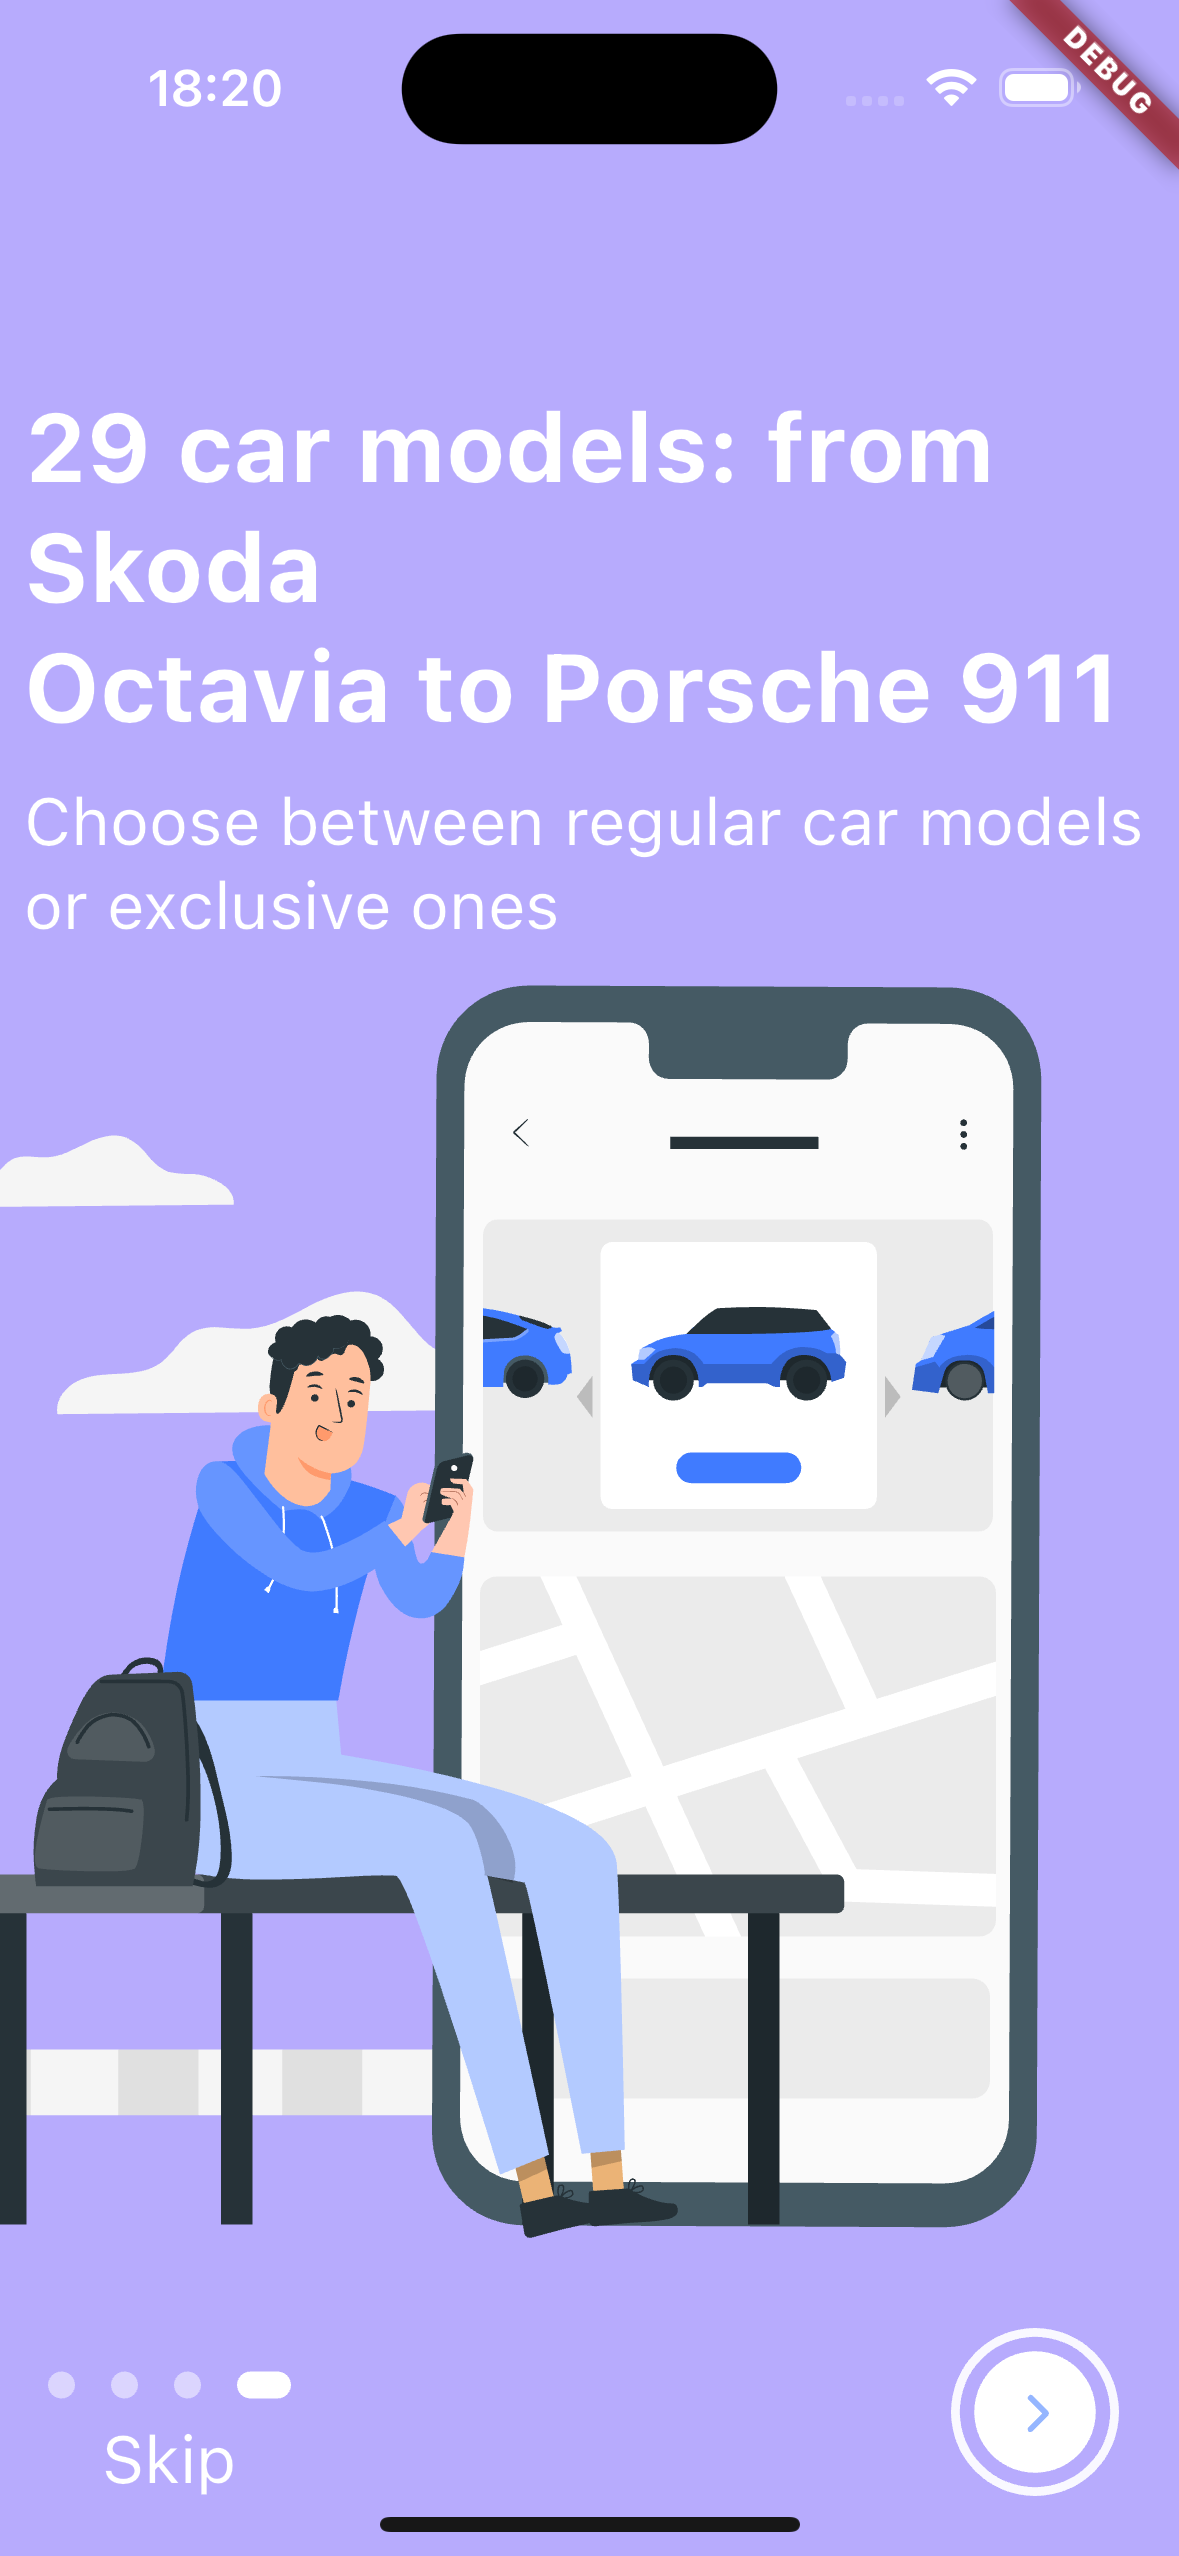 18:20
DEBUG
29 car models: from
Skoda
Octavia to Porsche 911
Choose between regular car models
or exclusive ones
Skip